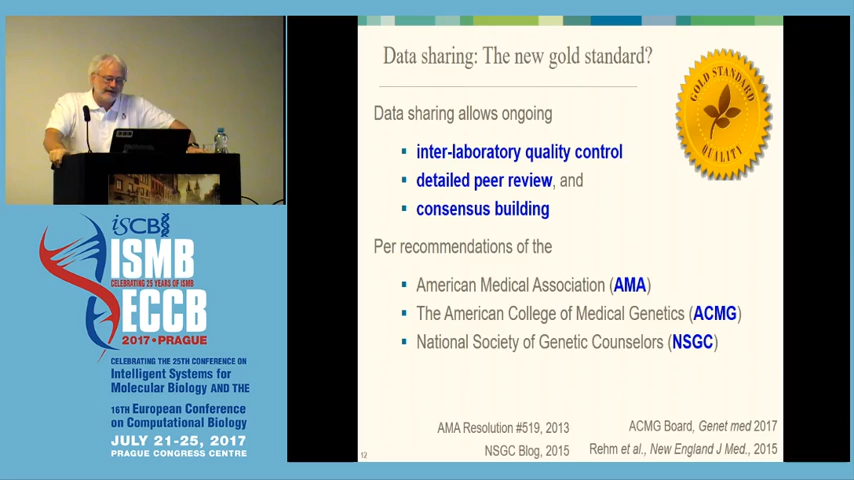 Data sharing: The new gold standard?
GOLD STANDARD
QUALITY
Data sharing allows ongoing
inter-laboratory quality control
detailed peer review, and
consensus building
Per recommendations of the
American Medical Association (AMA)
The American College of Medical Genetics (ACMG)
National Society of Genetic Counselors (NSGC)
AMA Resolution #519, 2013
ACMG Board, Genet med 2017
NSGC Blog, 2015
Rehm et al., New England J Med., 2015
12
iSCB
ISMB
CELEBRATING 25 YEARS OF ISMB
ECCB
2017 • PRAGUE
CELEBRATING THE 25TH CONFERENCE ON
Intelligent Systems for
Molecular Biology AND THE
16TH European Conference
on Computational Biology
JULY 21-25, 2017
PRAGUE CONGRESS CENTRE